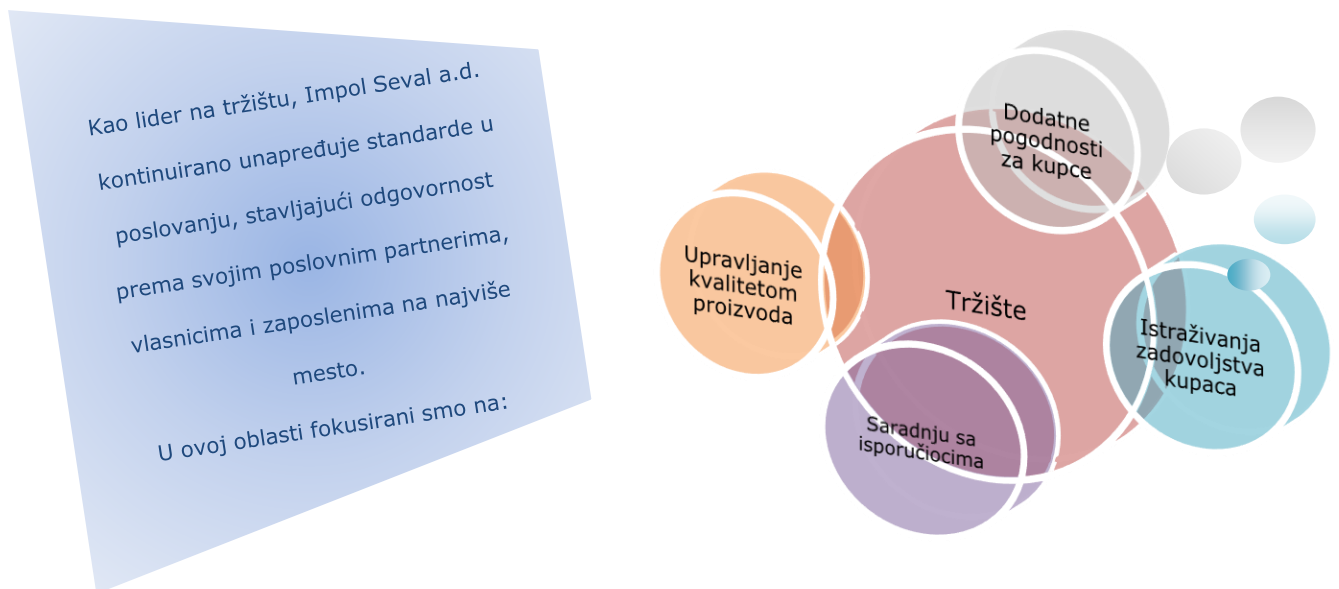 Kao lider na tržištu, Impol Seval a.d.
kontinuirano unapređuje standarde u
poslovanju, stavljajući odgovornost
prema svojim poslovnim partnerima,
vlasnicima i zaposlenima na najviše
mesto.
U ovoj oblasti fokusirani smo na:
Dodatne
pogodnosti
za kupce
Upravljanje
kvalitetom
proizvoda
Tržište
Istraživanja
zadovoljstva
kupaca
Saradnju sa
isporučiocima